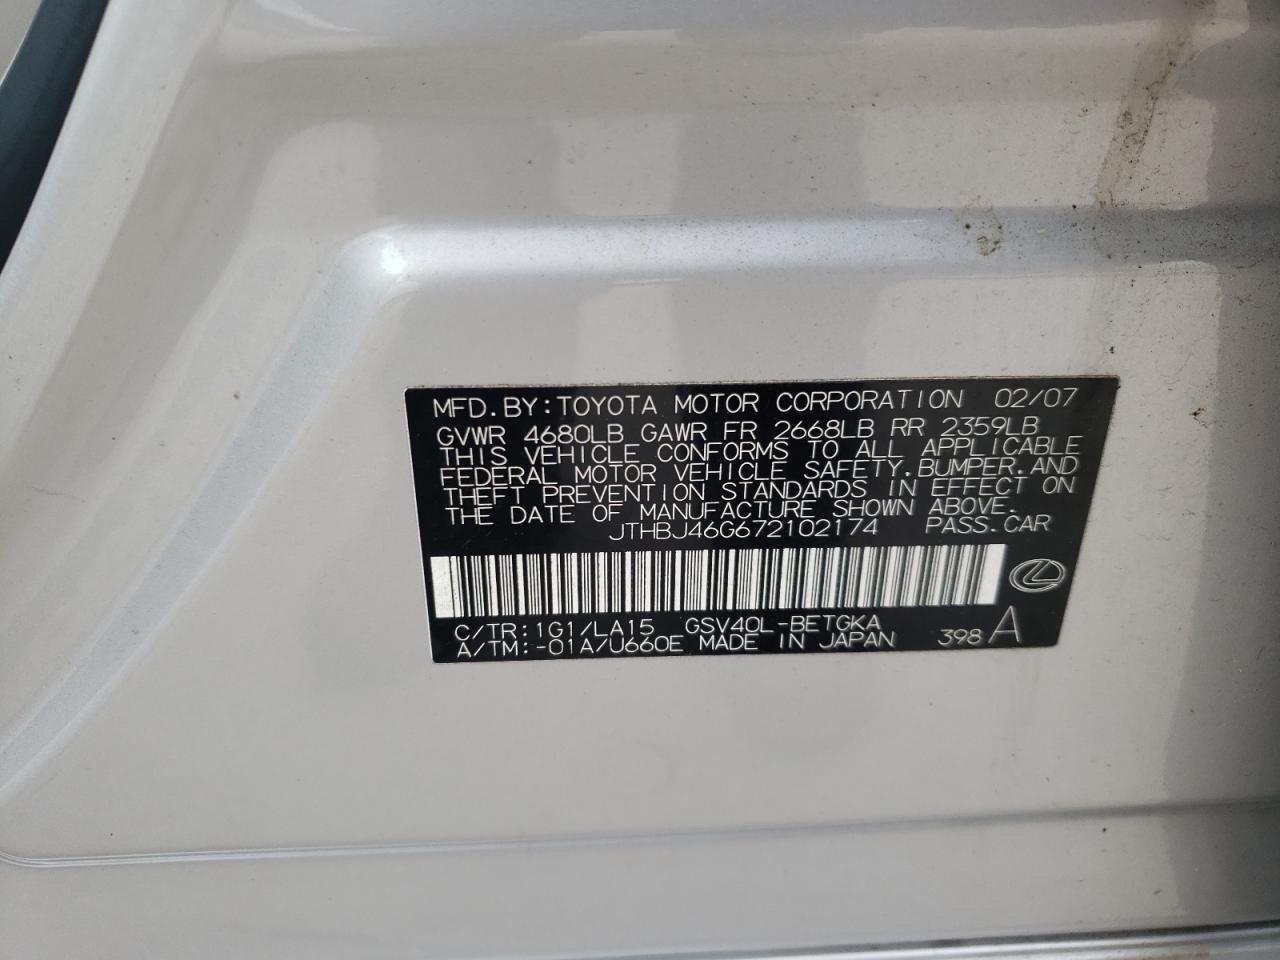 MFD.BY:TOYOTA MOTOR CORPORATION 02/07
GVWR 4680LB GAWR FR 2668LB RR 2359LB
THIS VEHICLE CONFORMS TO ALL APPLICABLE
FEDERAL MOTOR VEHICLE SAFETY.BUMPER.AND
THEFT PREVENTION STANDARDS IN EFFECT ON
THE DATE OF MANUFACTURE SHOWN ABOVE.
JTHBJ46G672102174 PASS.CAR
C/TR:1G1/LA15 GSV40L-BETGKA
A/TM:-01A/U660E MADE IN JAPAN 398 A